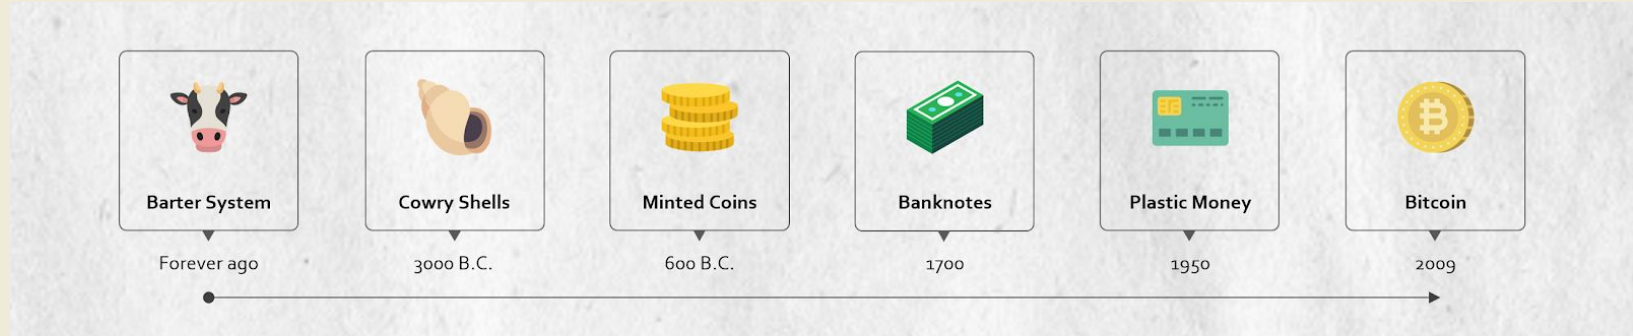 Barter System
Cowry Shells
Minted Coins
Banknotes
Plastic Money
Bitcoin
Forever ago
3000 B.C.
600 B.C.
1700
1950
2009